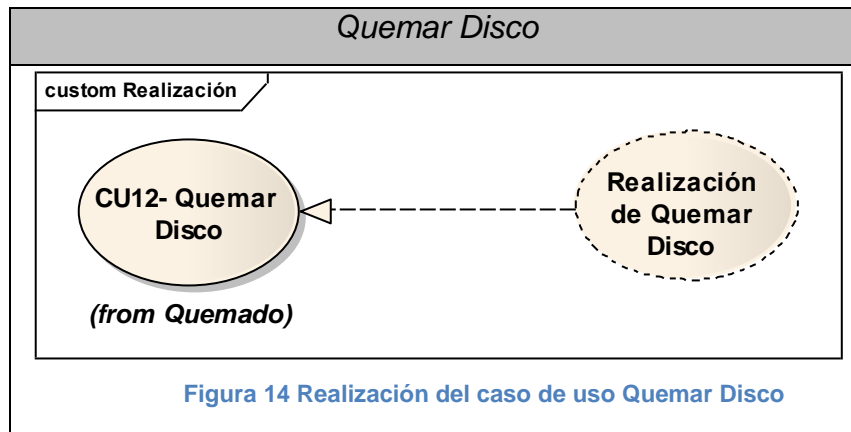 Quemar Disco
custom Realización
CU12- Quemar
Disco
(from Quemado)
Realización
de Quemar
Disco
Figura 14 Realización del caso de uso Quemar Disco